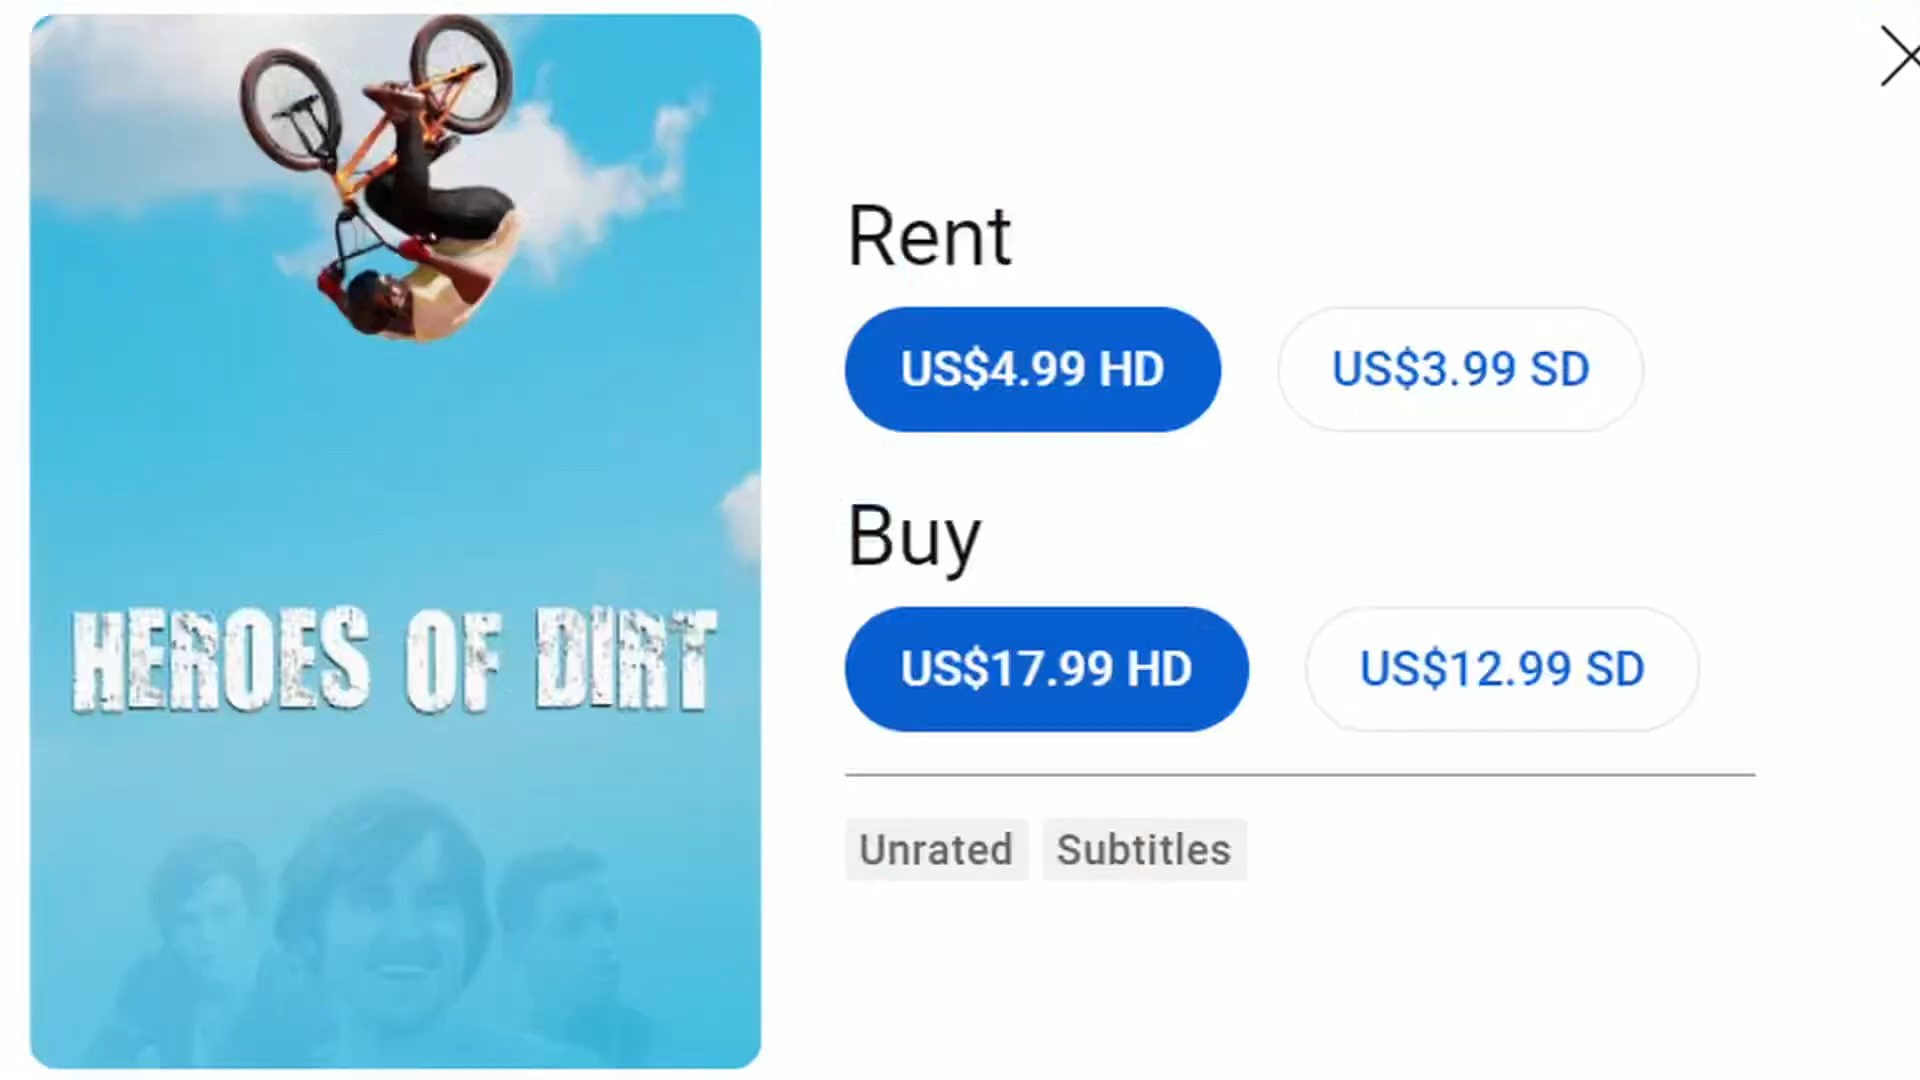 HEROES OF DIRT
Rent
US$4.99 HD
US$3.99 SD
Buy
US$17.99 HD
US$12.99 SD
Unrated
Subtitles